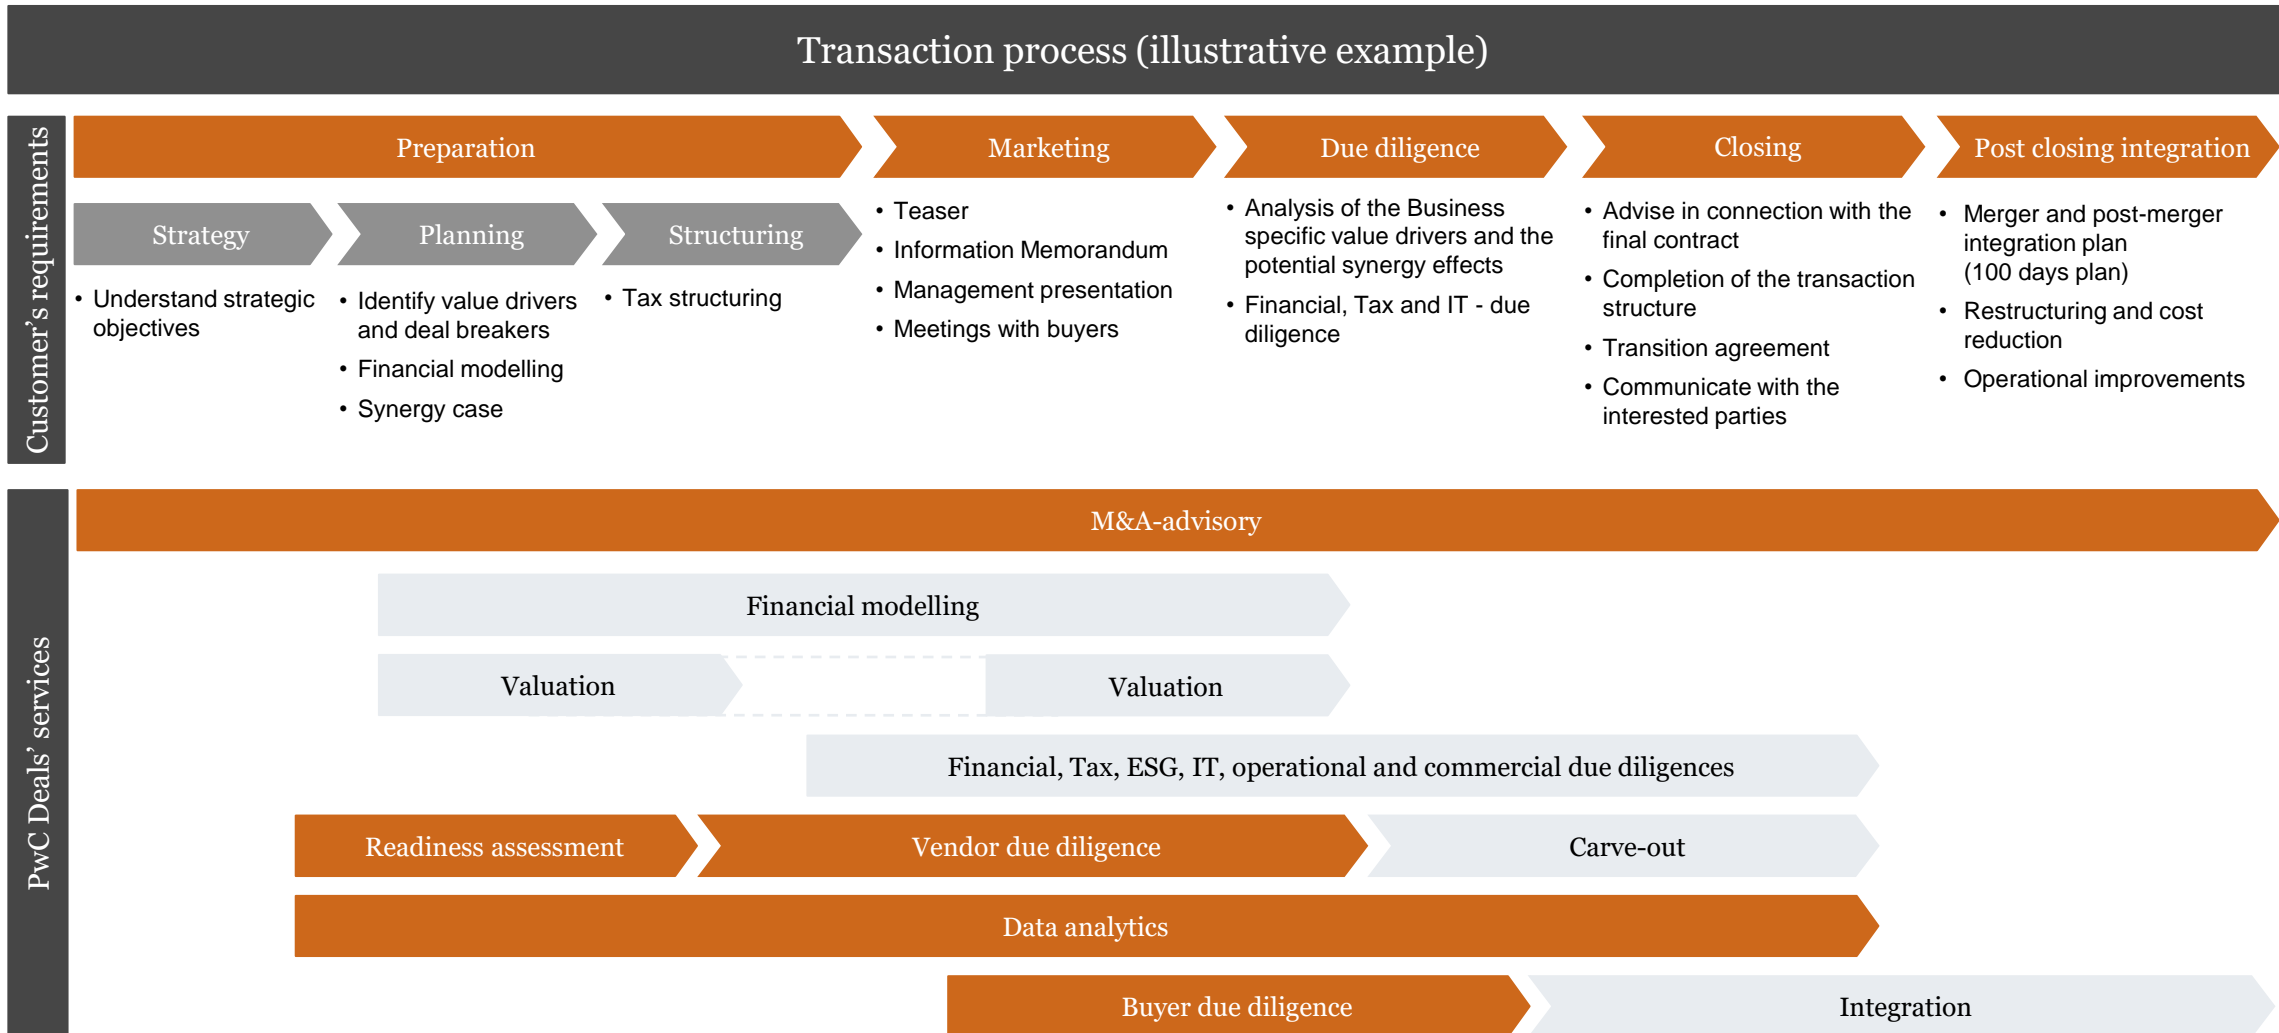 Transaction process (illustrative example)
Customer's requirements
Preparation
Marketing
Due diligence
Closing
Post closing integration
Strategy
Planning
Structuring
• Understand strategic
objectives
• Identify value drivers
and deal breakers
• Financial modelling
• Synergy case
• Tax structuring
• Teaser
• Information Memorandum
• Management presentation
• Meetings with buyers
• Analysis of the Business
specific value drivers and the
potential synergy effects
• Financial, Tax and IT - due
diligence
• Advise in connection with the
final contract
• Completion of the transaction
structure
• Transition agreement
• Communicate with the
interested parties
• Merger and post-merger
integration plan
(100 days plan)
• Restructuring and cost
reduction
• Operational improvements
PwC Deals' services
M&A-advisory
Financial modelling
Valuation
Valuation
Financial, Tax, ESG, IT, operational and commercial due diligences
Readiness assessment
Vendor due diligence
Carve-out
Data analytics
Buyer due diligence
Integration